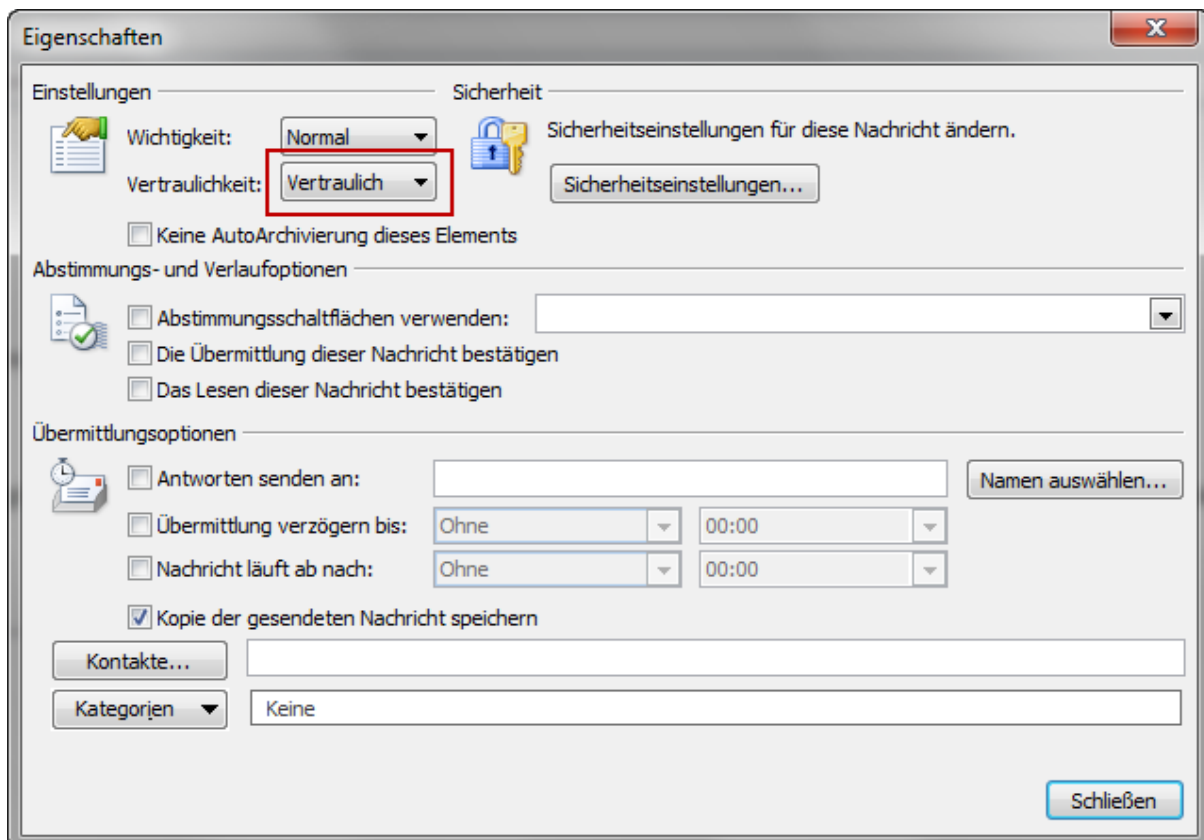 Eigenschaften
X
Einstellungen
Sicherheit
Wichtigkeit: Normal
Sicherheitseinstellungen für diese Nachricht ändern.
Vertraulichkeit: Vertraulich
Sicherheitseinstellungen...
Keine AutoArchivierung dieses Elements
Abstimmungs- und Verlaufoptionen
Abstimmungsschaltflächen verwenden:
Die Übermittlung dieser Nachricht bestätigen
Das Lesen dieser Nachricht bestätigen
Übermittlungsoptionen
Antworten senden an:
Namen auswählen...
Übermittlung verzögern bis: Ohne 00:00
Nachricht läuft ab nach: Ohne 00:00
Kopie der gesendeten Nachricht speichern
Kontakte...
Kategorien Keine
Schließen